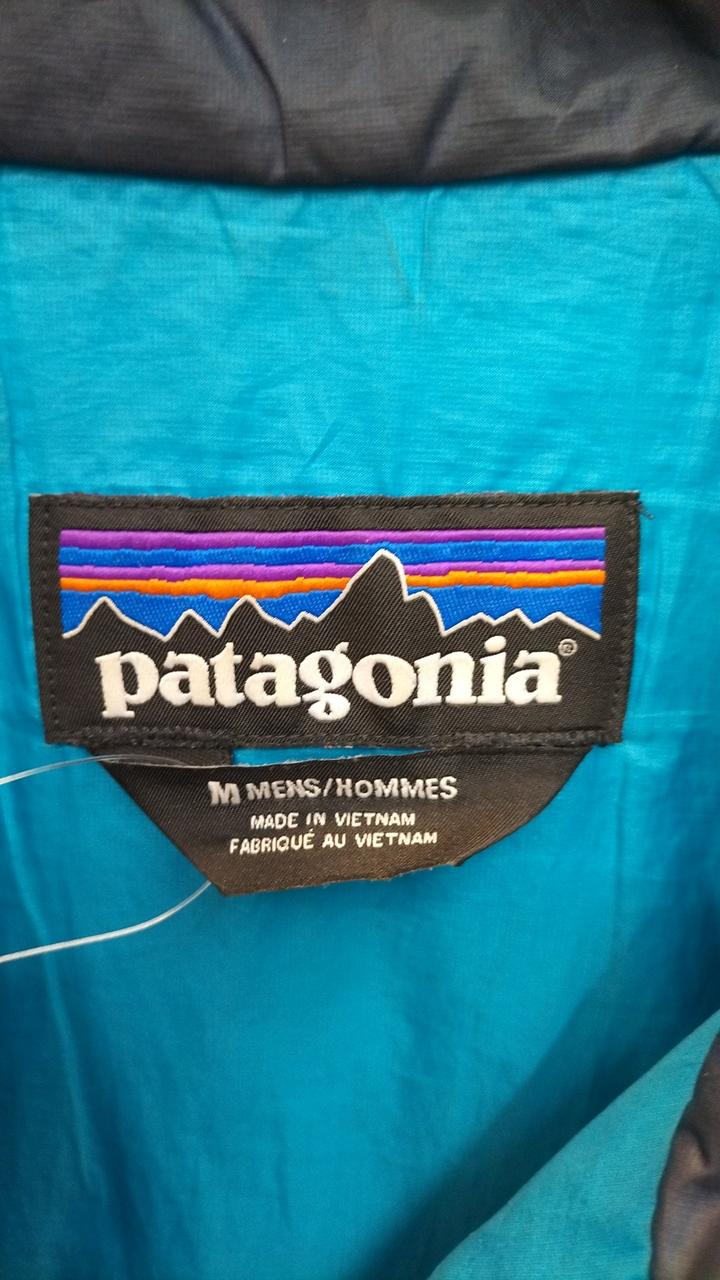 patagonia®
M MENS/HOMMES
MADE IN VIETNAM
FABRIQUÉ AU VIETNAM